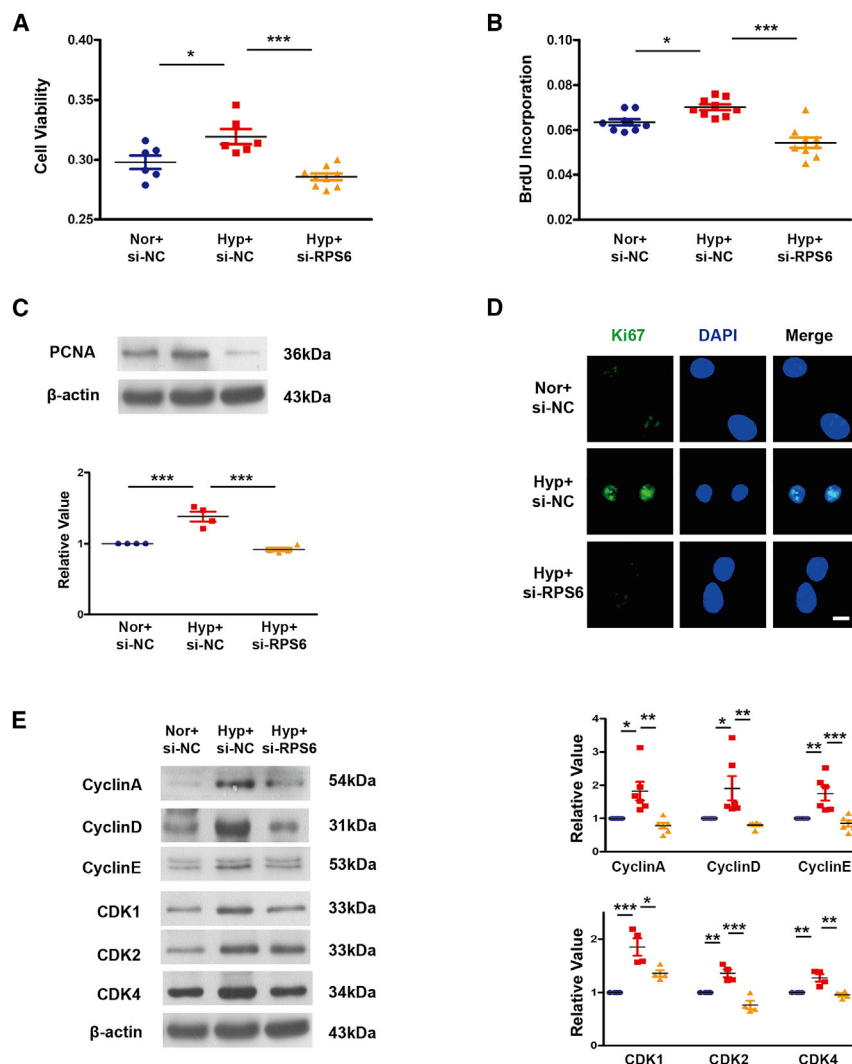 A
Cell Viability
0.40
0.35
0.30
0.25
*
***
Nor+
si-NC
Hyp+
si-NC
Hyp+
si-RPS6
B
BrdU Incorporation
0.10
0.08
0.06
0.04
0.02
0.00
*
***
Nor+
si-NC
Hyp+
si-NC
Hyp+
si-RPS6
C
PCNA
36kDa
β-actin
43kDa
Relative Value
2
1
0
***
***
Nor+
si-NC
Hyp+
si-NC
Hyp+
si-RPS6
D
Ki67 DAPI Merge
Nor+
si-NC
Hyp+
si-NC
Hyp+
si-RPS6
E
Nor+ Hyp+ Hyp+
si-NC si-NC si-RPS6
CyclinA 54kDa
CyclinD 31kDa
CyclinE 53kDa
CDK1 33kDa
CDK2 33kDa
CDK4 34kDa
β-actin 43kDa
Relative Value
4
3
2
1
0
* ** * ** ** ***
CyclinA CyclinD CyclinE
Relative Value
2
1
0
*** * ** *** ** **
CDK1 CDK2 CDK4